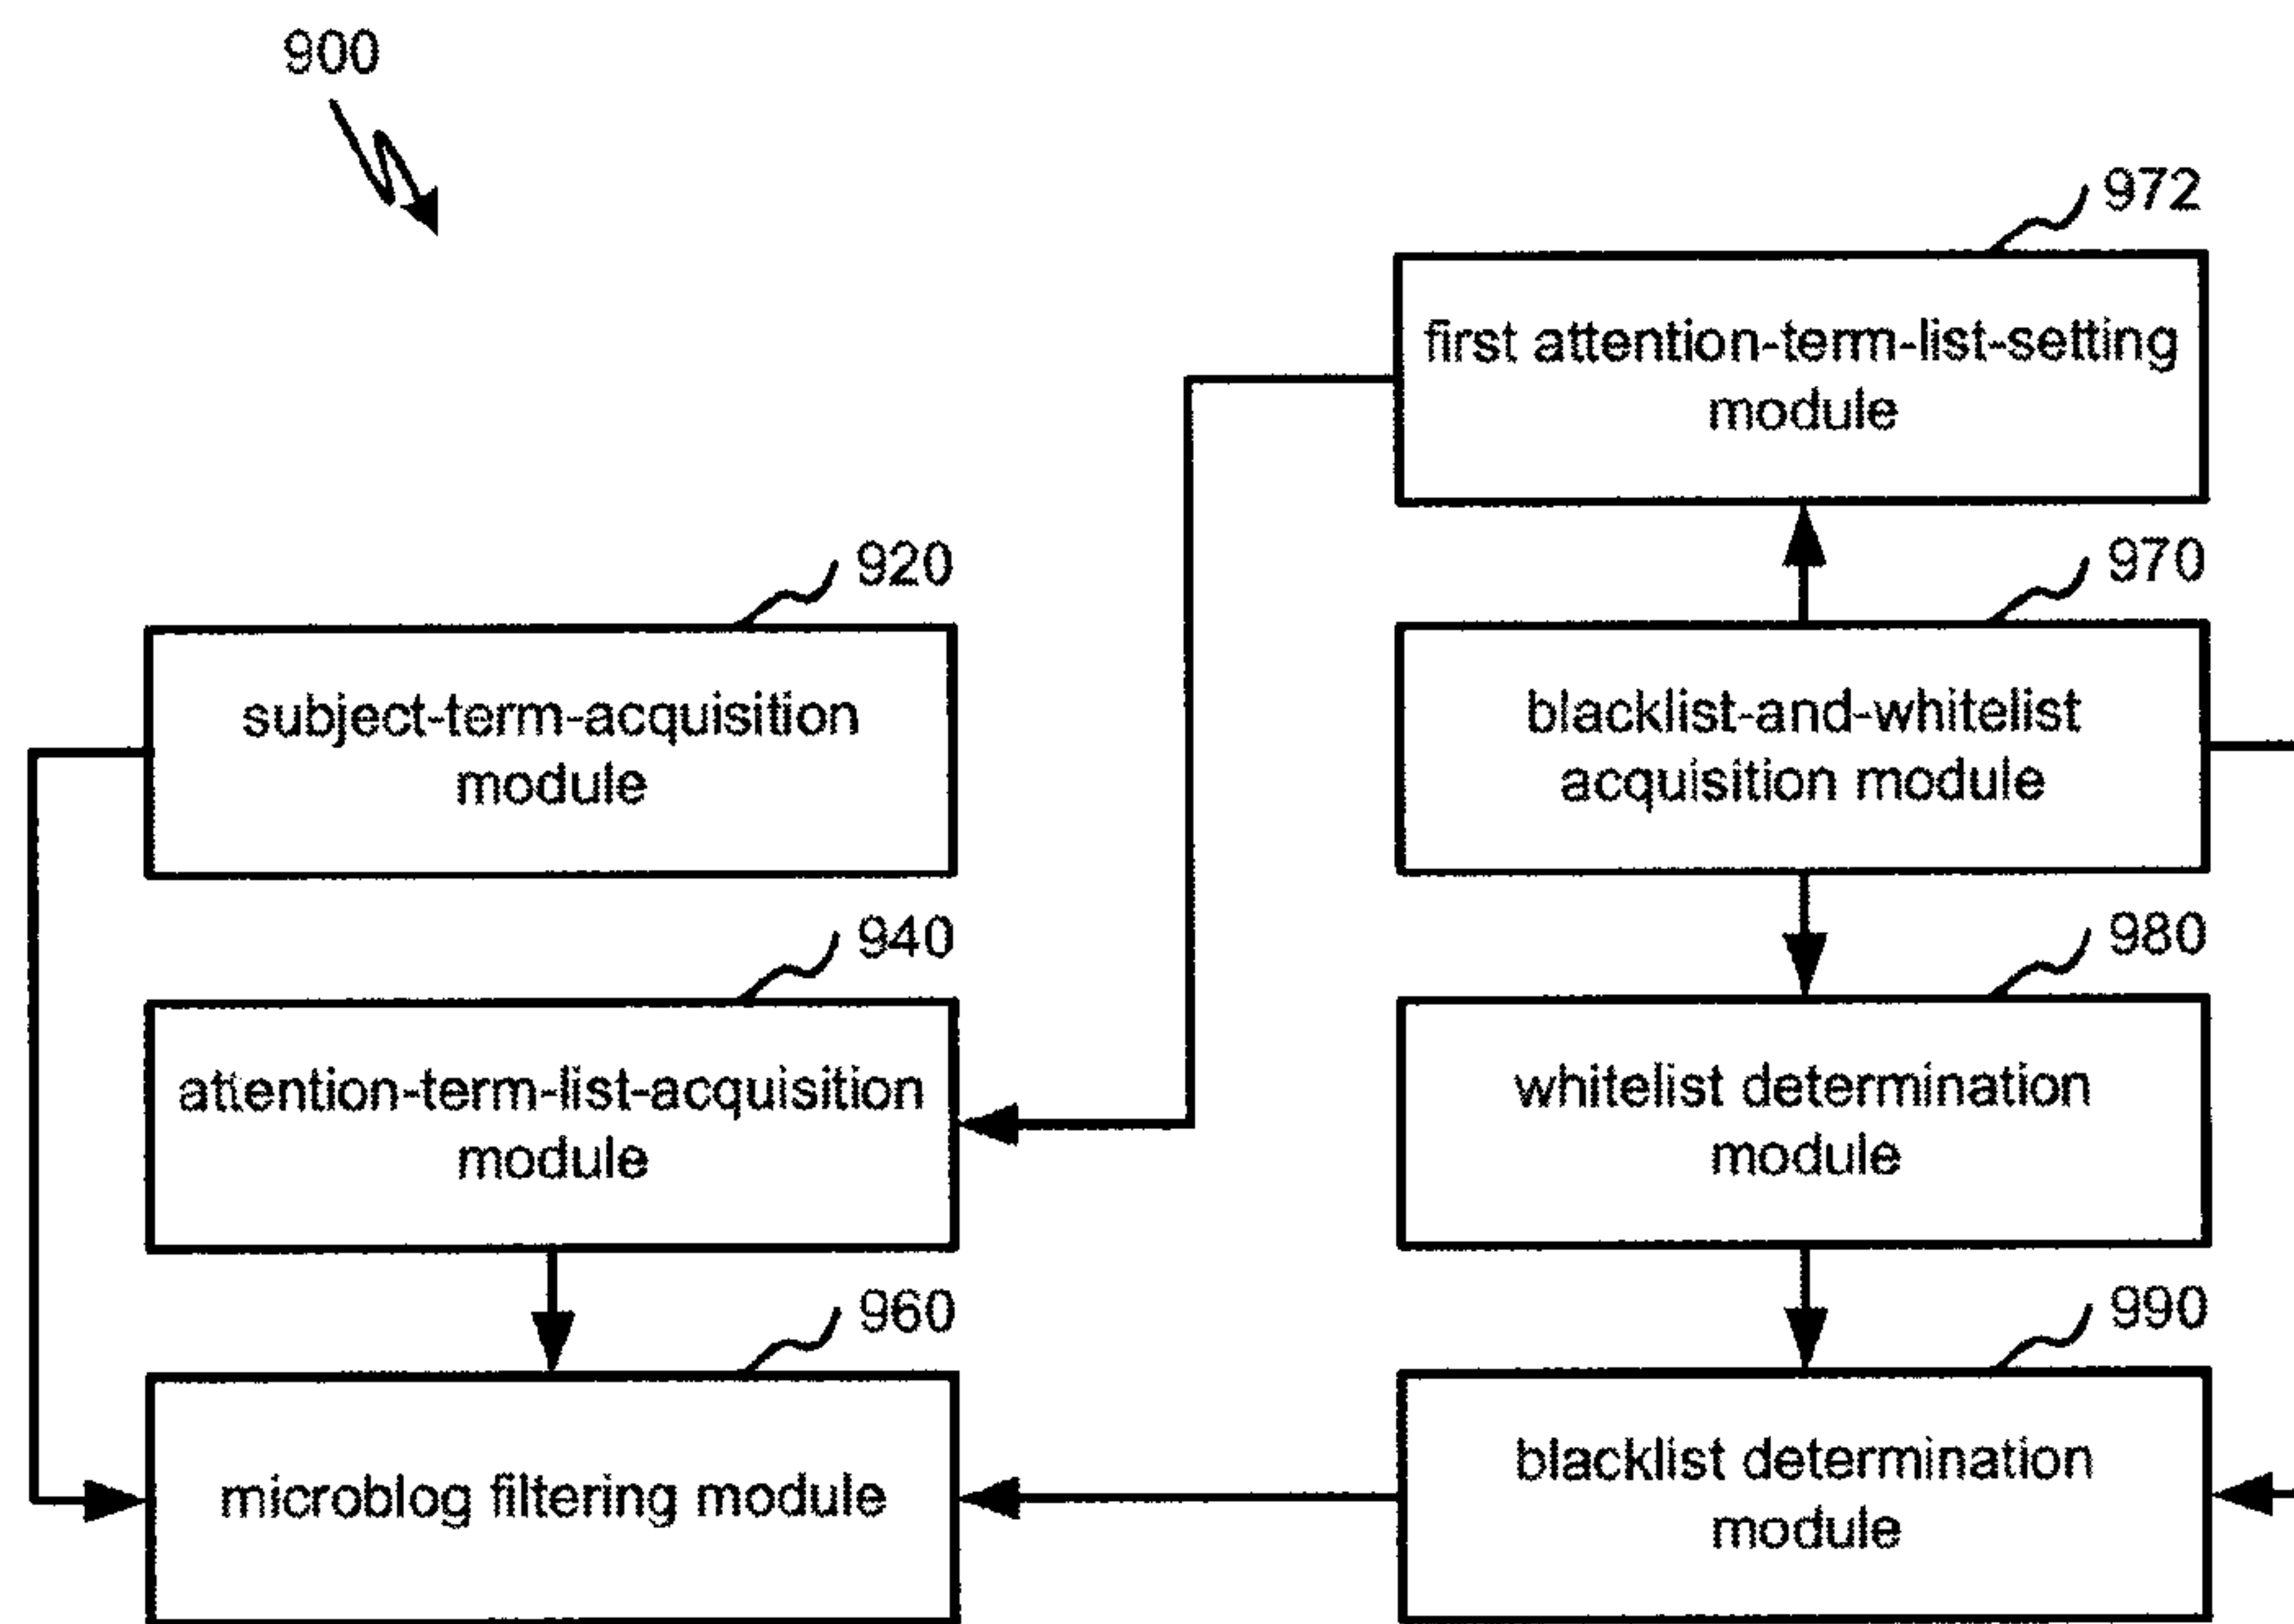 900
972
first attention-term-list-setting
module
920
970
subject-term-acquisition
module
blacklist-and-whitelist
acquisition module
940
980
attention-term-list-acquisition
module
whitelist determination
module
960
990
microblog filtering module
blacklist determination
module